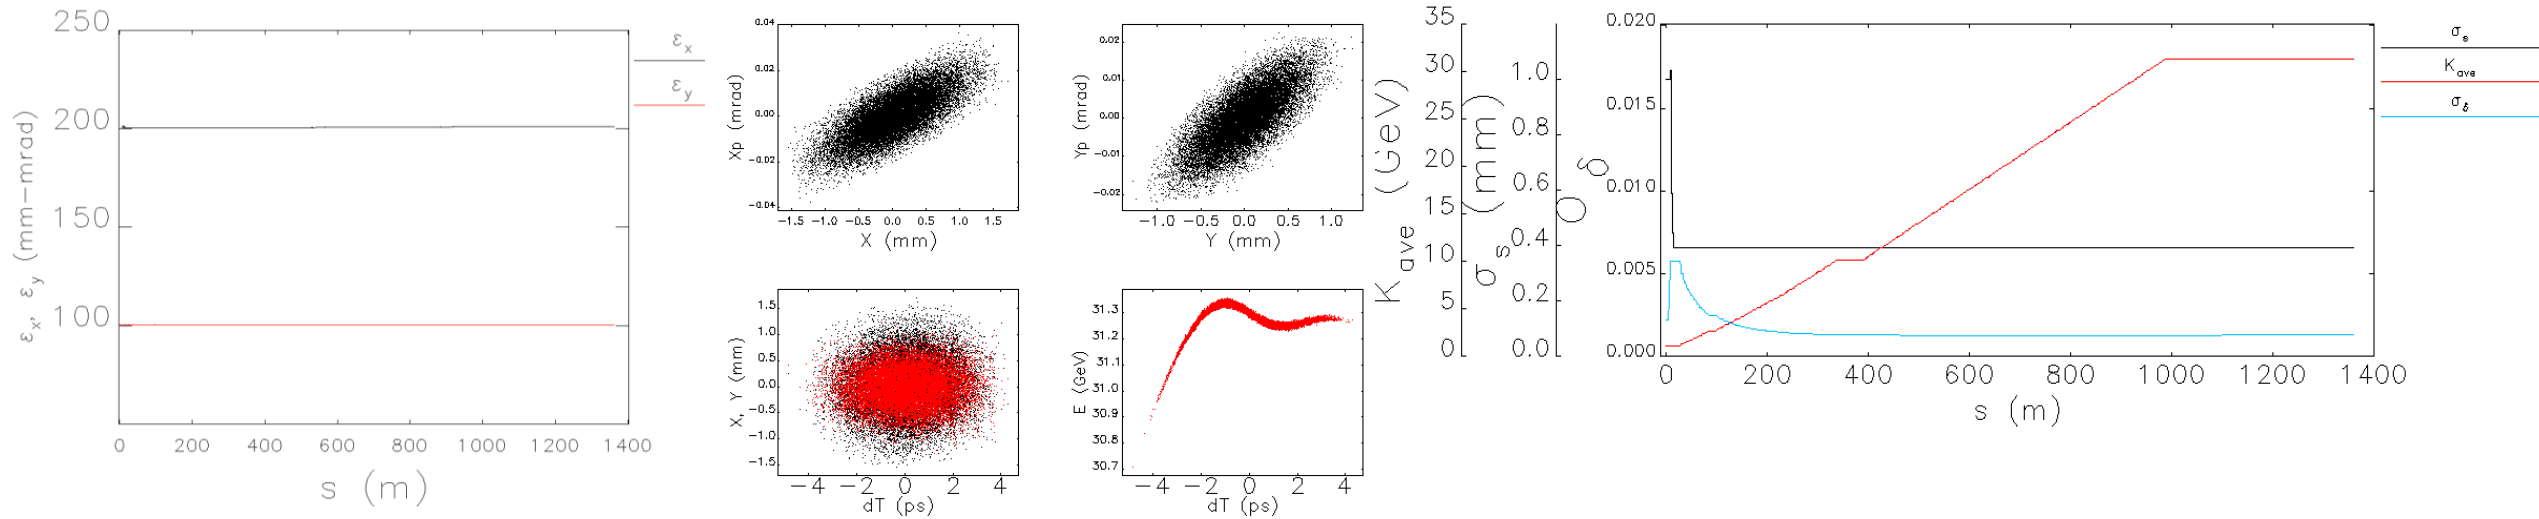 250
200
150
100
εx, εy (mm-mrad)
0 200 400 600 800 1000 1200 1400
s (m)
εx
εy
0.04
0.02
0.00
-0.02
-0.04
Xp (mrad)
-1.5 -1.0 -0.5 0.0 0.5 1.0 1.5
X (mm)
0.02
0.01
0.00
-0.01
-0.02
Yp (mrad)
-1.0 -0.5 0.0 0.5 1.0
Y (mm)
1.5
1.0
0.5
0.0
-0.5
-1.0
-1.5
X, Y (mm)
-4 -2 0 2 4
dT (ps)
31.3
31.2
31.1
31.0
30.9
30.8
30.7
E (GeV)
-4 -2 0 2 4
dT (ps)
35
30
25
20
15
10
5
0
Kave (GeV)
1.0
0.8
0.6
0.4
0.2
0.0
σs (mm)
0.020
0.015
0.010
0.005
0.000
σδ
0 200 400 600 800 1000 1200 1400
s (m)
σs
Kave
σδ